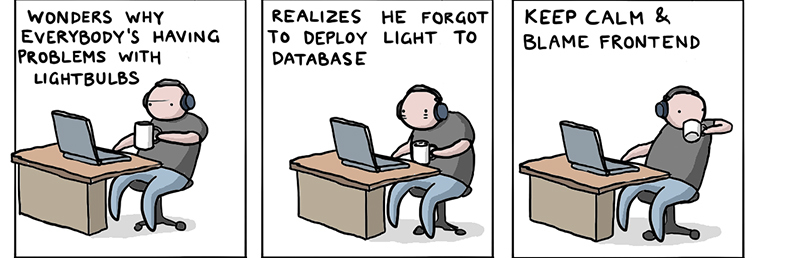 WONDERS WHY
EVERYBODY'S HAVING
PROBLEMS WITH
LIGHTBULBS
REALIZES HE FORGOT
TO DEPLOY LIGHT TO
DATABASE
KEEP CALM &
BLAME FRONTEND